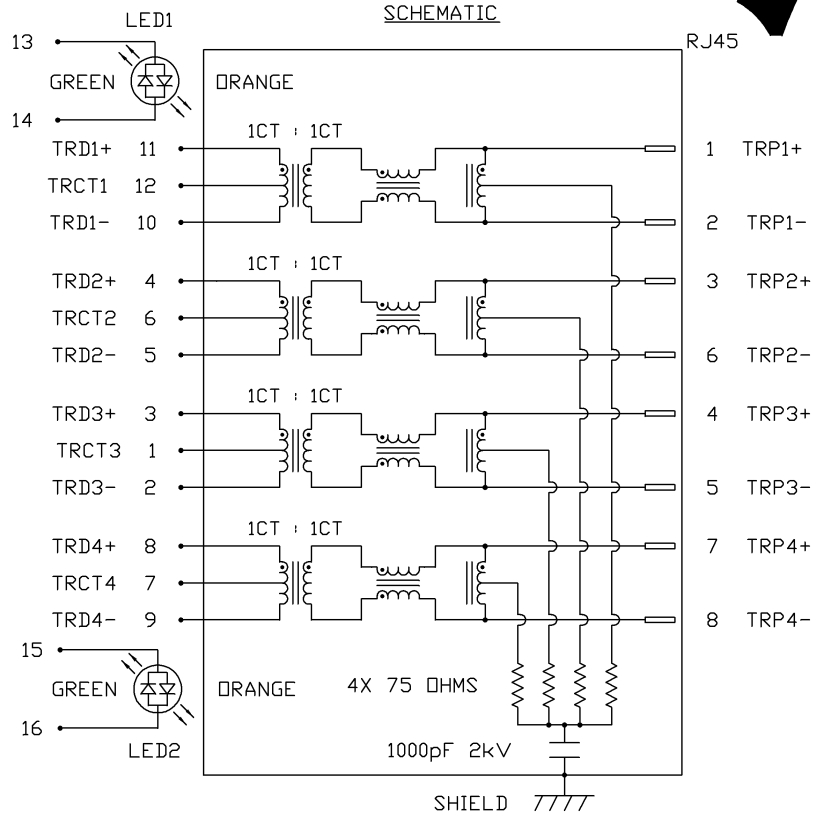 SCHEMATIC
LED1
13
RJ45
GREEN
ORANGE
14
1CT : 1CT
TRD1+ 11
1 TRP1+
TRCT1 12
TRD1- 10
2 TRP1-
1CT : 1CT
TRD2+ 4
3 TRP2+
TRCT2 6
TRD2- 5
6 TRP2-
1CT : 1CT
TRD3+ 3
4 TRP3+
TRCT3 1
TRD3- 2
5 TRP3-
1CT : 1CT
TRD4+ 8
7 TRP4+
TRCT4 7
TRD4- 9
8 TRP4-
15
GREEN
ORANGE
4X 75 OHMS
16
LED2
1000pF 2kV
SHIELD